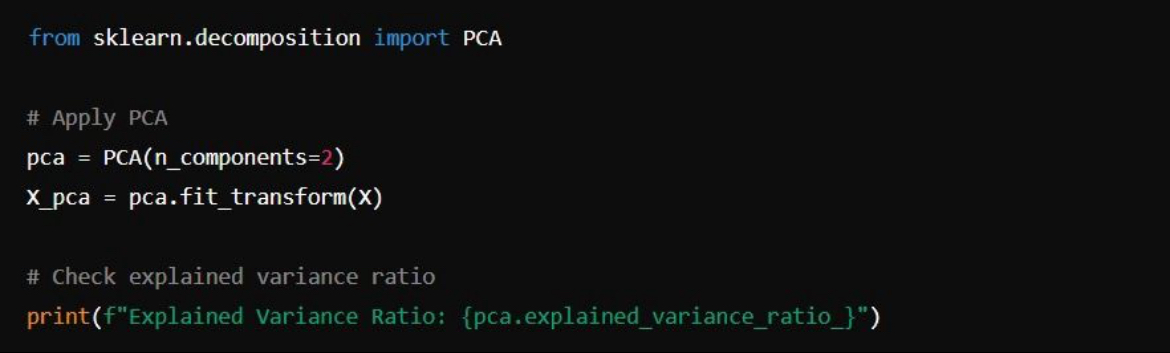 from sklearn.decomposition import PCA
# Apply PCA
pca = PCA(n_components=2)
X_pca = pca.fit_transform(X)
# Check explained variance ratio
print(f"Explained Variance Ratio: {pca.explained_variance_ratio_}")